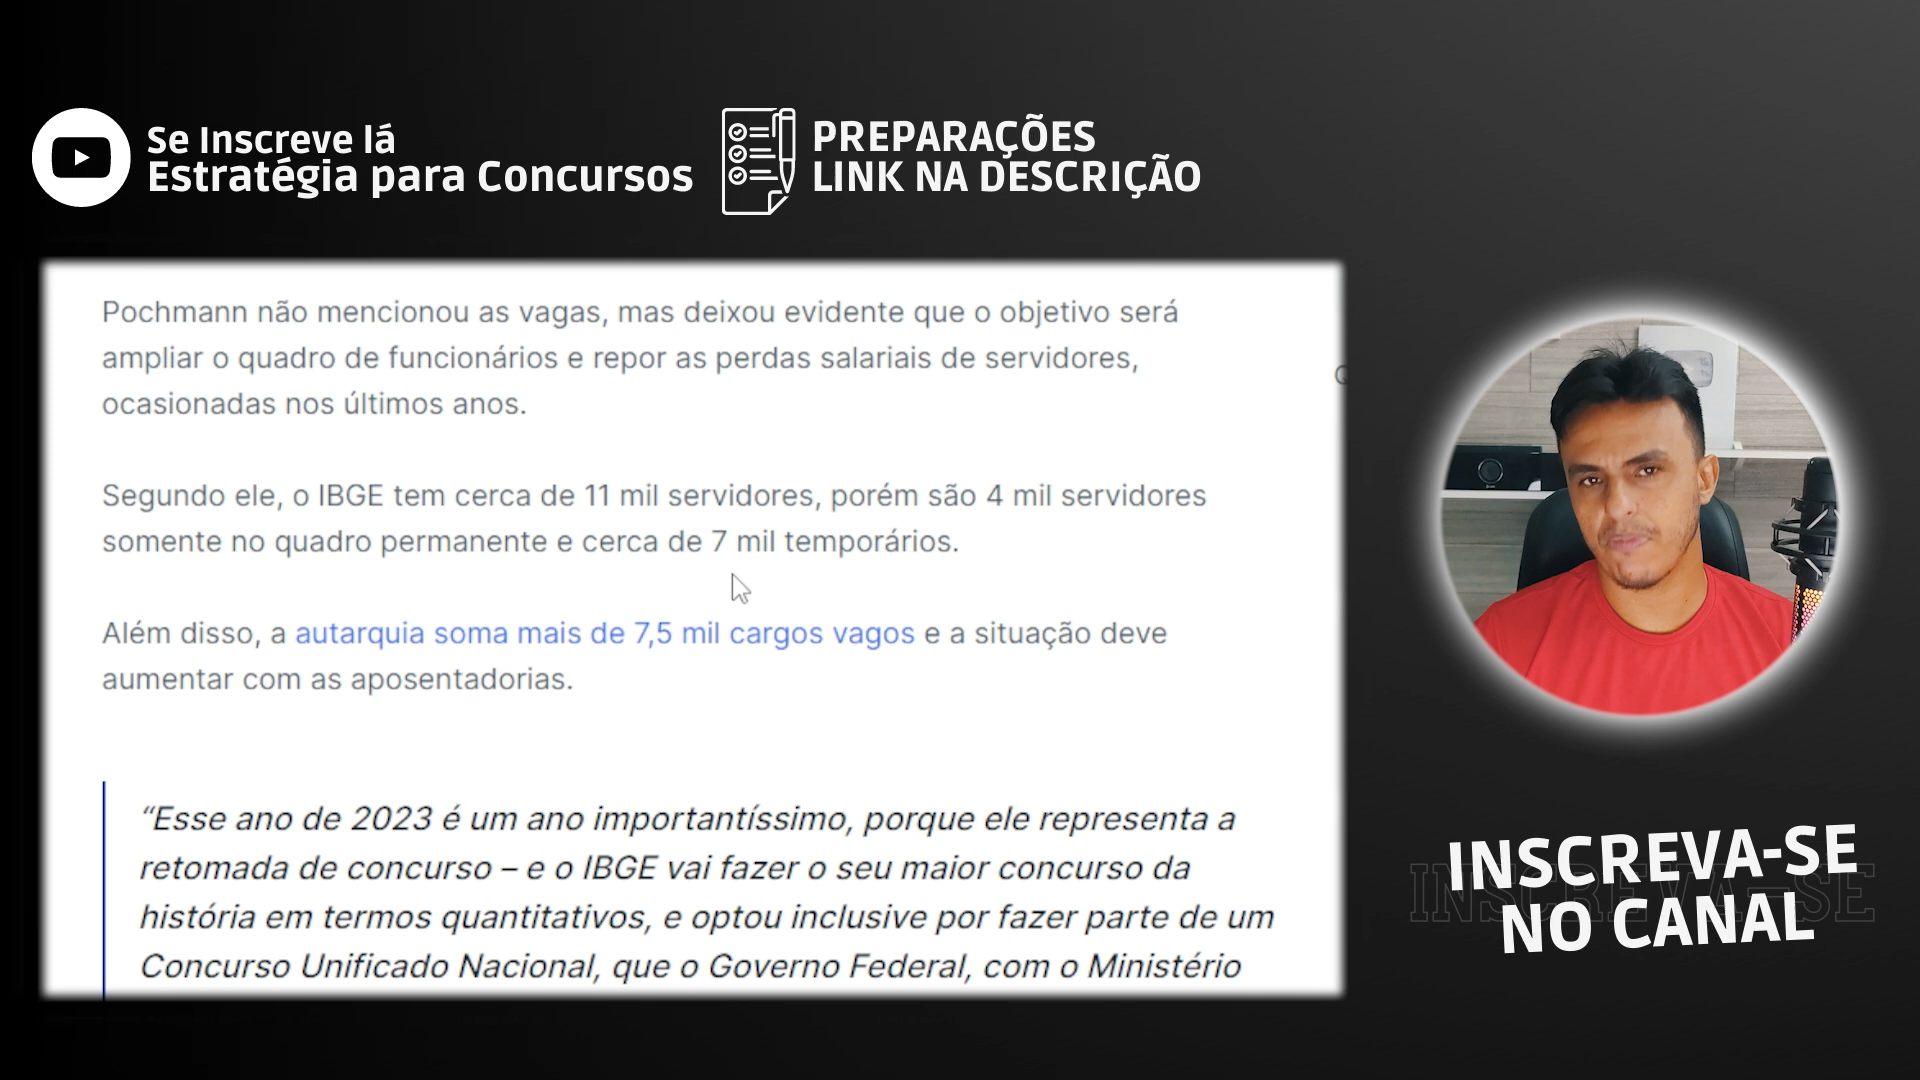 Se Inscreve lá
Estratégia para Concursos
PREPARAÇÕES
LINK NA DESCRIÇÃO
Pochmann não mencionou as vagas, mas deixou evidente que o objetivo será
ampliar o quadro de funcionários e repor as perdas salariais de servidores,
ocasionadas nos últimos anos.
Segundo ele, o IBGE tem cerca de 11 mil servidores, porém são 4 mil servidores
somente no quadro permanente e cerca de 7 mil temporários.
Além disso, a autarquia soma mais de 7,5 mil cargos vagos e a situação deve
aumentar com as aposentadorias.
“Esse ano de 2023 é um ano importantíssimo, porque ele representa a
retomada de concurso – e o IBGE vai fazer o seu maior concurso da
história em termos quantitativos, e optou inclusive por fazer parte de um
Concurso Unificado Nacional, que o Governo Federal, com o Ministério
INSCREVA-SE
INSCREVA-SE
NO CANAL